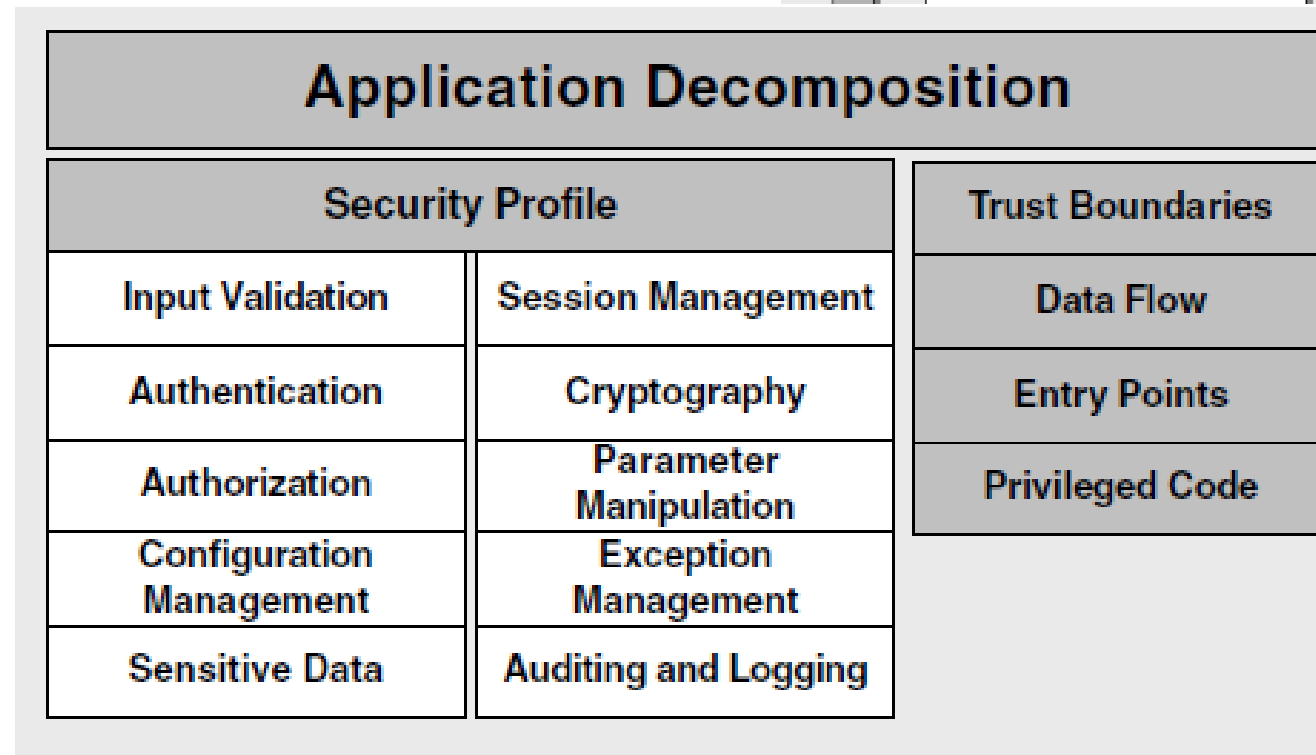 Application Decomposition
Security Profile
Input Validation
Session Management
Authentication
Cryptography
Authorization
Parameter
Manipulation
Configuration
Management
Exception
Management
Sensitive Data
Auditing and Logging
Trust Boundaries
Data Flow
Entry Points
Privileged Code